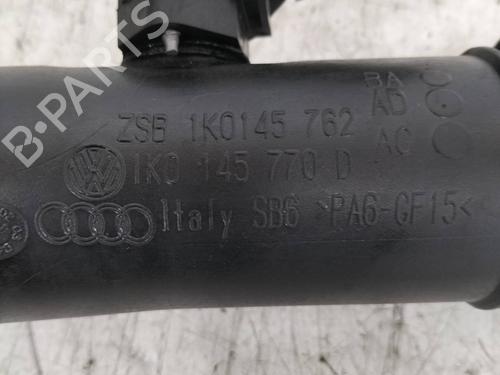 BA
AD
AC
ZSB 1K0145 762
1K0 145 770 D
Italy SB6 >PA6-GF15<
B-PARTS